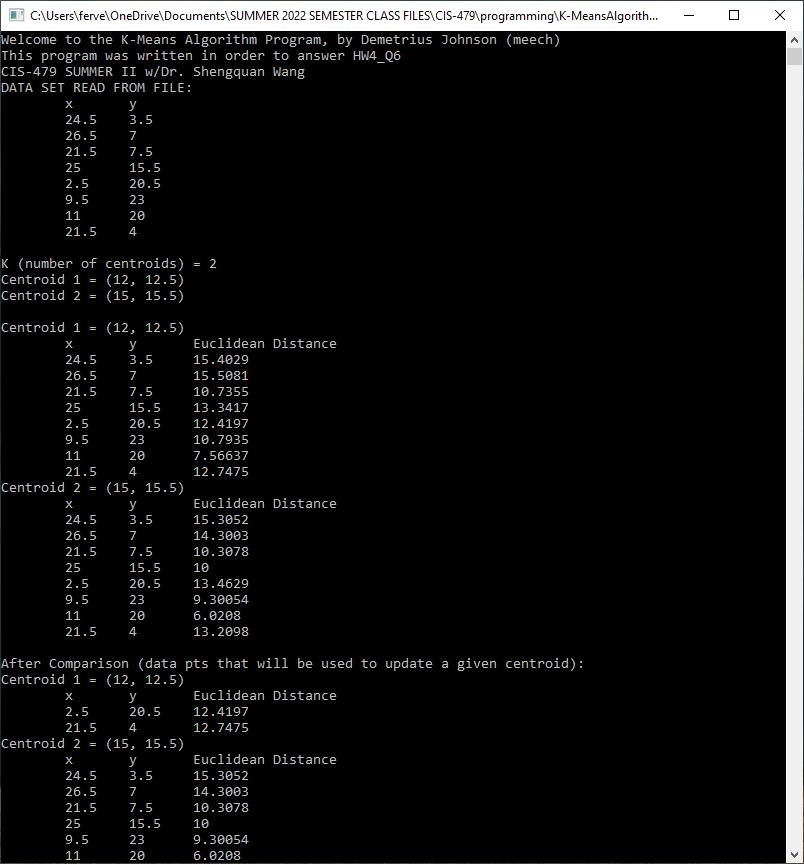 C:\Users\ferve\OneDrive\Documents\SUMMER 2022 SEMESTER CLASS FILES\CIS-479\programming\K-MeansAlgorith...
Welcome to the K-Means Algorithm Program, by Demetrius Johnson (meech)
This program was written in order to answer HW4_Q6
CIS-479 SUMMER II w/Dr. Shengquan Wang
DATA SET READ FROM FILE:
x y
24.5 3.5
26.5 7
21.5 7.5
25 15.5
2.5 20.5
9.5 23
11 20
21.5 4
K (number of centroids) = 2
Centroid 1 = (12, 12.5)
Centroid 2 = (15, 15.5)
Centroid 1 = (12, 12.5)
x y Euclidean Distance
24.5 3.5 15.4029
26.5 7 15.5081
21.5 7.5 10.7355
25 15.5 13.3417
2.5 20.5 12.4197
9.5 23 10.7935
11 20 7.56637
21.5 4 12.7475
Centroid 2 = (15, 15.5)
x y Euclidean Distance
24.5 3.5 15.3052
26.5 7 14.3003
21.5 7.5 10.3078
25 15.5 10
2.5 20.5 13.4629
9.5 23 9.30054
11 20 6.0208
21.5 4 13.2098
After Comparison (data pts that will be used to update a given centroid):
Centroid 1 = (12, 12.5)
x y Euclidean Distance
2.5 20.5 12.4197
21.5 4 12.7475
Centroid 2 = (15, 15.5)
x y Euclidean Distance
24.5 3.5 15.3052
26.5 7 14.3003
21.5 7.5 10.3078
25 15.5 10
9.5 23 9.30054
11 20 6.0208